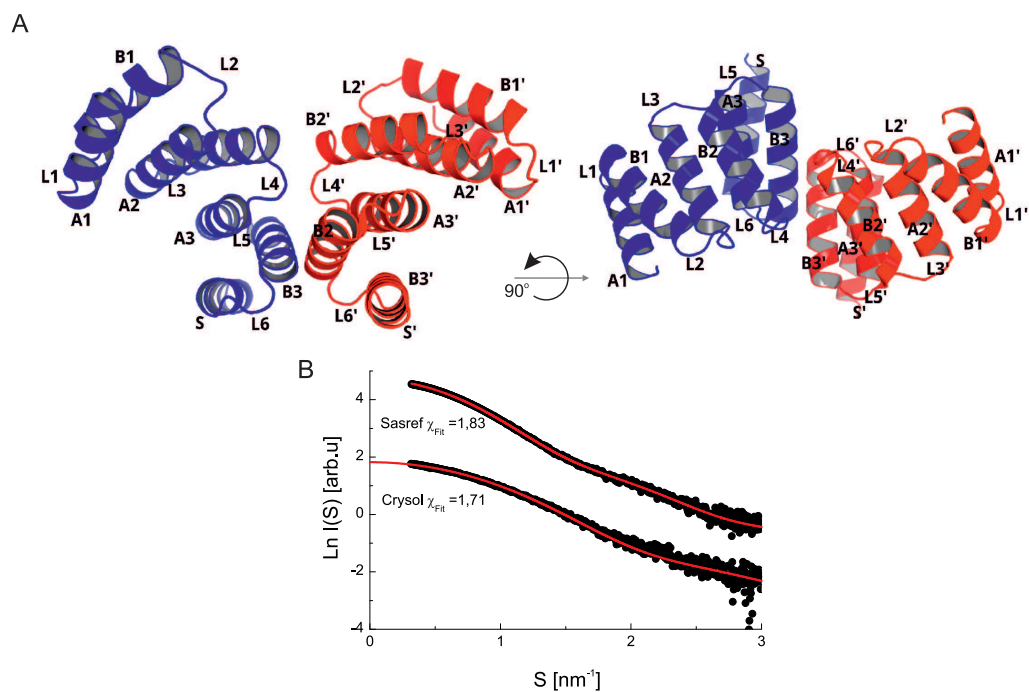 A
B1
L2
L1
A1
A2
L3
L4
A3
L5
B3
S
L6
L2'
B1'
B2'
L3'
L1'
L4'
A2'
A1'
B2
A3'
L5'
B3'
L6'
S'
90°
S
L5
L3
A3
B1
B2
B3
L1
A2
L6
L4
L2
A1
L2'
A1'
L6'
L4'
L1'
B2'
A2'
B1'
A3'
B3'
L3'
L5'
S'
B
Ln I(S) [arb.u]
4
2
0
-2
-4
Sasref χFit =1,83
Crysol χFit =1,71
0
1
2
3
S [nm⁻¹]